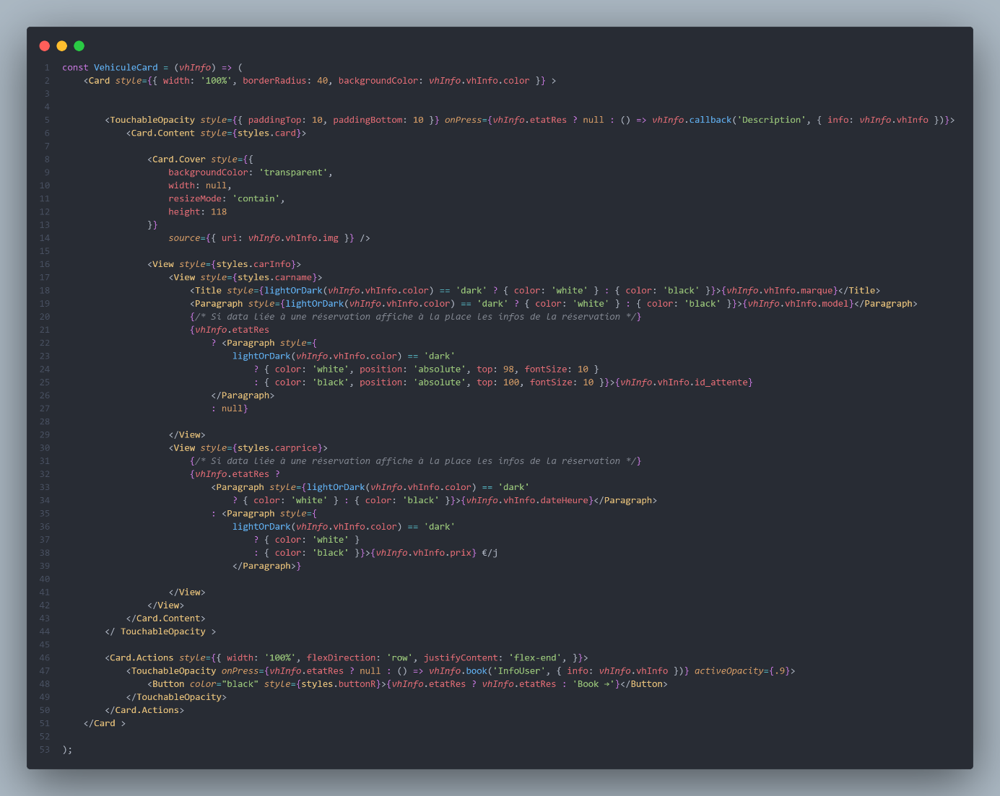 1 const VehiculeCard = (vhInfo) => (
2 <Card style={{ width: '100%', borderRadius: 40, backgroundColor: vhInfo.vhInfo.color }} >
3
4
5 <TouchableOpacity style={{ paddingTop: 10, paddingBottom: 10 }} onPress={vhInfo.etatRes ? null : () => vhInfo.callback('Description', { info: vhInfo.vhInfo })}>
6 <Card.Content style={styles.card}>
7
8 <Card.Cover style={{
9 backgroundColor: 'transparent',
10 width: null,
11 resizeMode: 'contain',
12 height: 118
13 }}
14 source={{ uri: vhInfo.vhInfo.img }} />
15
16 <View style={styles.carInfo}>
17 <View style={styles.carname}>
18 <Title style={lightOrDark(vhInfo.vhInfo.color) == 'dark' ? { color: 'white' } : { color: 'black' }}>{vhInfo.vhInfo.marque}</Title>
19 <Paragraph style={lightOrDark(vhInfo.vhInfo.color) == 'dark' ? { color: 'white' } : { color: 'black' }}>{vhInfo.vhInfo.model}</Paragraph>
20 {/* Si data liée à une réservation affiche à la place les infos de la réservation */}
21 {vhInfo.etatRes
22 ? <Paragraph style={
23 lightOrDark(vhInfo.vhInfo.color) == 'dark'
24 ? { color: 'white', position: 'absolute', top: 98, fontSize: 10 }
25 : { color: 'black', position: 'absolute', top: 100, fontSize: 10 }}>{vhInfo.vhInfo.id_attente}
26 </Paragraph>
27 : null}
28
29 </View>
30 <View style={styles.carprice}>
31 {/* Si data liée à une réservation affiche à la place les infos de la réservation */}
32 {vhInfo.etatRes ?
33 <Paragraph style={lightOrDark(vhInfo.vhInfo.color) == 'dark'
34 ? { color: 'white' } : { color: 'black' }}>{vhInfo.vhInfo.dateHeure}</Paragraph>
35 : <Paragraph style={
36 lightOrDark(vhInfo.vhInfo.color) == 'dark'
37 ? { color: 'white' }
38 : { color: 'black' }}>{vhInfo.vhInfo.prix} €/j
39 </Paragraph>}
40
41 </View>
42 </View>
43 </Card.Content>
44 </ TouchableOpacity >
45
46 <Card.Actions style={{ width: '100%', flexDirection: 'row', justifyContent: 'flex-end', }}>
47 <TouchableOpacity onPress={vhInfo.etatRes ? null : () => vhInfo.book('InfoUser', { info: vhInfo.vhInfo })} activeOpacity={.9}>
48 <Button color="black" style={styles.buttonR}>{vhInfo.etatRes ? vhInfo.etatRes : 'Book →'}</Button>
49 </TouchableOpacity>
50 </Card.Actions>
51 </Card >
52
53 );